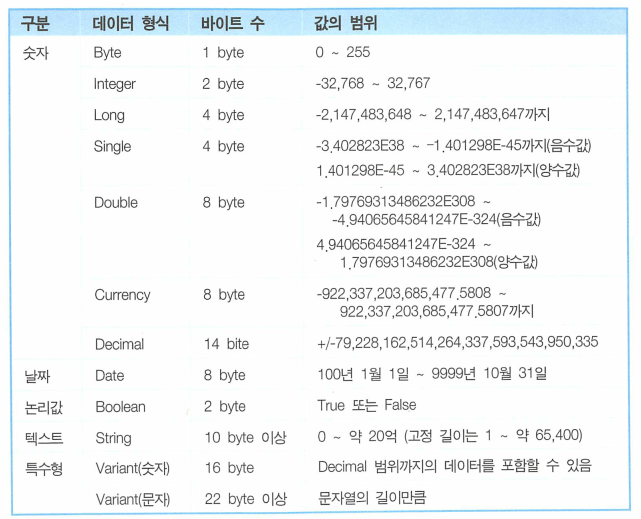 구분 데이터 형식 바이트 수 값의 범위
숫자 Byte 1 byte 0 ~ 255
Integer 2 byte -32,768 ~ 32,767
Long 4 byte -2,147,483,648 ~ 2,147,483,647까지
Single 4 byte -3.402823E38 ~ -1.401298E-45까지(음수값)
1.401298E-45 ~ 3.402823E38까지(양수값)
Double 8 byte -1.79769313486232E308 ~
-4.94065645841247E-324(음수값)
4.94065645841247E-324 ~
1.79769313486232E308(양수값)
Currency 8 byte -922,337,203,685,477.5808 ~
922,337,203,685,477.5807까지
Decimal 14 bite +/-79,228,162,514,264,337,593,543,950,335
날짜 Date 8 byte 100년 1월 1일 ~ 9999년 10월 31일
논리값 Boolean 2 byte True 또는 False
텍스트 String 10 byte 이상 0 ~ 약 20억 (고정 길이는 1 ~ 약 65,400)
특수형 Variant(숫자) 16 byte Decimal 범위까지의 데이터를 포함할 수 있음
Variant(문자) 22 byte 이상 문자열의 길이만큼